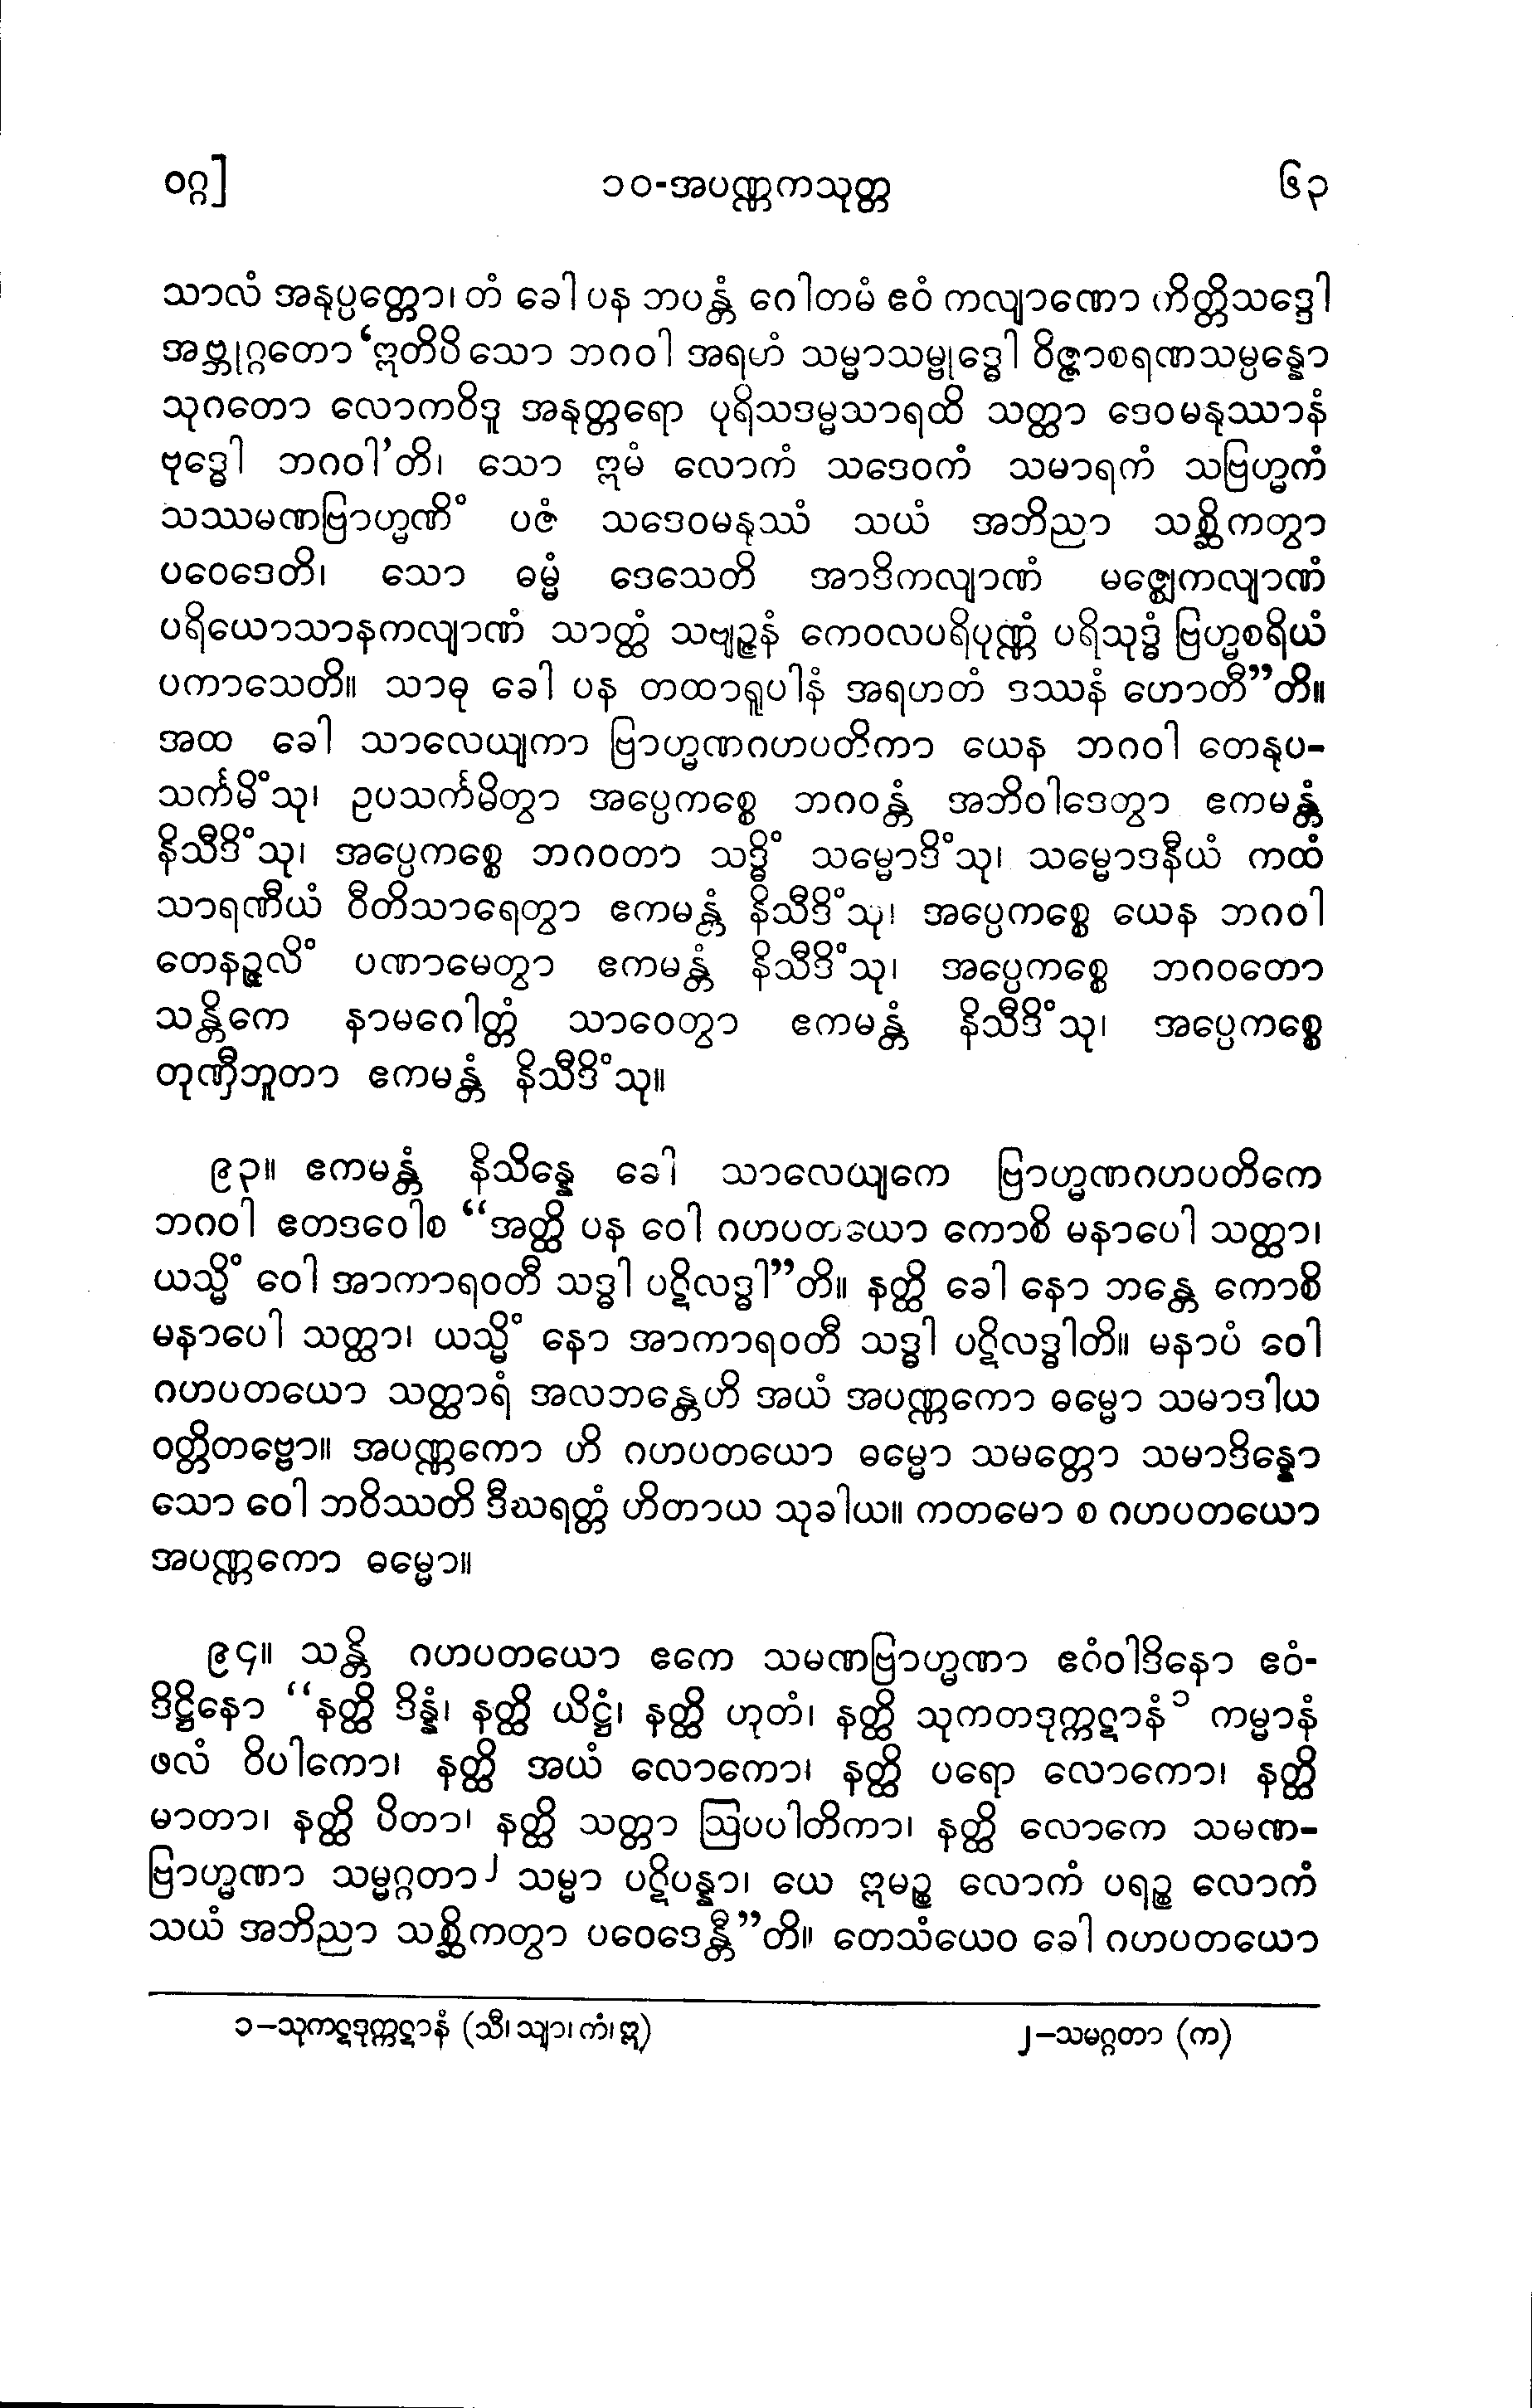 ဝဂ္ဂ]
၁၀-အပဏ္ဏကသုတ္တ
၆၃
သာလံ အနုပ္ပတ္တော၊ တံ ခေါ ပန ဘပန္တံ ဂေါတမံ ဧဝံ ကလျာဏော ကိတ္တိသဒ္ဒေါ
အဗ္ဘုဂ္ဂတော ‘ဣတိပိ သော ဘဂဝါ အရဟံ သမ္မာသမ္ဗုဒ္ဓေါ ဝိဇ္ဇာစရဏသမ္ပန္နော
သုဂတော လောကဝိဒူ အနုတ္တရော ပုရိသဒမ္မသာရထိ သတ္ထာ ဒေဝမနုဿာနံ
ဗုဒ္ဓေါ ဘဂဝါ’တိ၊ သော ဣမံ လောကံ သဒေဝကံ သမာရကံ သဗြဟ္မကံ
သဿမဏဗြာဟ္မဏိံ ပဇံ သဒေဝမနုဿံ သယံ အဘိညာ သစ္ဆိကတွာ
ပဝေဒေတိ၊ သော ဓမ္မံ ဒေသေတိ အာဒိကလျာဏံ မဇ္ဈေကလျာဏံ
ပရိယောသာနကလျာဏံ သာတ္ထံ သဗျဉ္ဇနံ ကေဝလပရိပုဏ္ဏံ ပရိသုဒ္ဓံ ဗြဟ္မစရိယံ
ပကာသေတိ။ သာဓု ခေါ ပန တထာရူပါနံ အရဟတံ ဒဿနံ ဟောတီ”တိ။
အထ ခေါ သာလေယျကာ ဗြာဟ္မဏဂဟပတိကာ ယေန ဘဂဝါ တေနုပ-
သင်္ကမိံသု၊ ဥပသင်္ကမိတွာ အပ္ပေကစ္စေ ဘဂဝန္တံ အဘိဝါဒေတွာ ဧကမန္တံ
နိသီဒိံသု၊ အပ္ပေကစ္စေ ဘဂဝတာ သဒ္ဓိံ သမ္မောဒိံသု၊ သမ္မောဒနီယံ ကထံ
သာရဏီယံ ဝီတိသာရေတွာ ဧကမန္တံ နိသီဒိံသု၊ အပ္ပေကစ္စေ ယေန ဘဂဝါ
တေနဉ္ဇလိံ ပဏာမေတွာ ဧကမန္တံ နိသီဒိံသု၊ အပ္ပေကစ္စေ ဘဂဝတော
သန္တိကေ နာမဂေါတ္တံ သာဝေတွာ ဧကမန္တံ နိသီဒိံသု၊ အပ္ပေကစ္စေ
တုဏှီဘူတာ ဧကမန္တံ နိသီဒိံသု။
၉၃။ ဧကမန္တံ နိသိန္နေ ခေါ သာလေယျကေ ဗြာဟ္မဏဂဟပတိကေ
ဘဂဝါ ဧတဒဝေါစ “အတ္ထိ ပန ဝေါ ဂဟပတယော ကောစိ မနာပေါ သတ္ထာ၊
ယသ္မိံ ဝေါ အာကာရဝတီ သဒ္ဓါ ပဋိလဒ္ဓါ”တိ။ နတ္ထိ ခေါ နော ဘန္တေ ကောစိ
မနာပေါ သတ္ထာ၊ ယသ္မိံ နော အာကာရဝတီ သဒ္ဓါ ပဋိလဒ္ဓါတိ။ မနာပံ ဝေါ
ဂဟပတယော သတ္ထာရံ အလဘန္တေဟိ အယံ အပဏ္ဏကော ဓမ္မော သမာဒါယ
ဝတ္တိတဗ္ဗော။ အပဏ္ဏကော ဟိ ဂဟပတယော ဓမ္မော သမတ္တော သမာဒိန္နော
သော ဝေါ ဘဝိဿတိ ဒီဃရတ္တံ ဟိတာယ သုခါယ။ ကတမော စ ဂဟပတယော
အပဏ္ဏကော ဓမ္မော။
၉၄။ သန္တိ ဂဟပတယော ဧကေ သမဏဗြာဟ္မဏာ ဧဝံဝါဒိနော ဧဝံ-
ဒိဋ္ဌိနော “နတ္ထိ ဒိန္နံ၊ နတ္ထိ ယိဋ္ဌံ၊ နတ္ထိ ဟုတံ၊ နတ္ထိ သုကတဒုက္ကဋာနံ၁ ကမ္မာနံ
ဖလံ ဝိပါကော၊ နတ္ထိ အယံ လောကော၊ နတ္ထိ ပရော လောကော၊ နတ္ထိ
မာတာ၊ နတ္ထိ ပိတာ၊ နတ္ထိ သတ္တာ ဩပပါတိကာ၊ နတ္ထိ လောကေ သမဏ-
ဗြာဟ္မဏာ သမ္မဂ္ဂတာ၂ သမ္မာ ပဋိပန္နာ၊ ယေ ဣမဉ္စ လောကံ ပရဉ္စ လောကံ
သယံ အဘိညာ သစ္ဆိကတွာ ပဝေဒေန္တီ”တိ။ တေသံယေဝ ခေါ ဂဟပတယော
၁–သုကဋဒုက္ကဋာနံ (သီ၊ သျာ၊ ကံ၊ ဣ)
၂–သမဂ္ဂတာ (က)